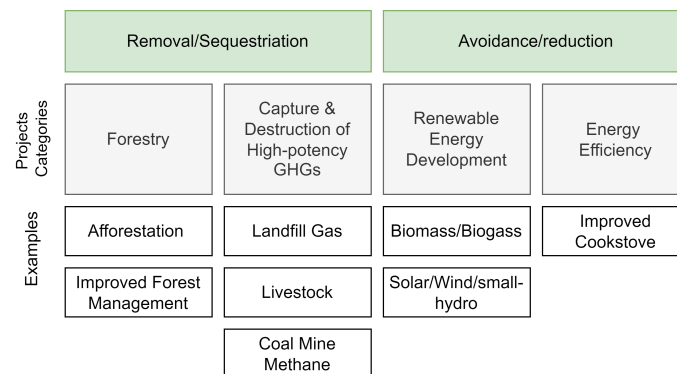 Removal/Sequestriation
Avoidance/reduction
Projects
Categories
Forestry
Capture &
Destruction of
High-potency
GHGs
Renewable
Energy
Development
Energy
Efficiency
Examples
Afforestation
Landfill Gas
Biomass/Biogass
Improved
Cookstove
Improved Forest
Management
Livestock
Solar/Wind/small-
hydro
Coal Mine
Methane